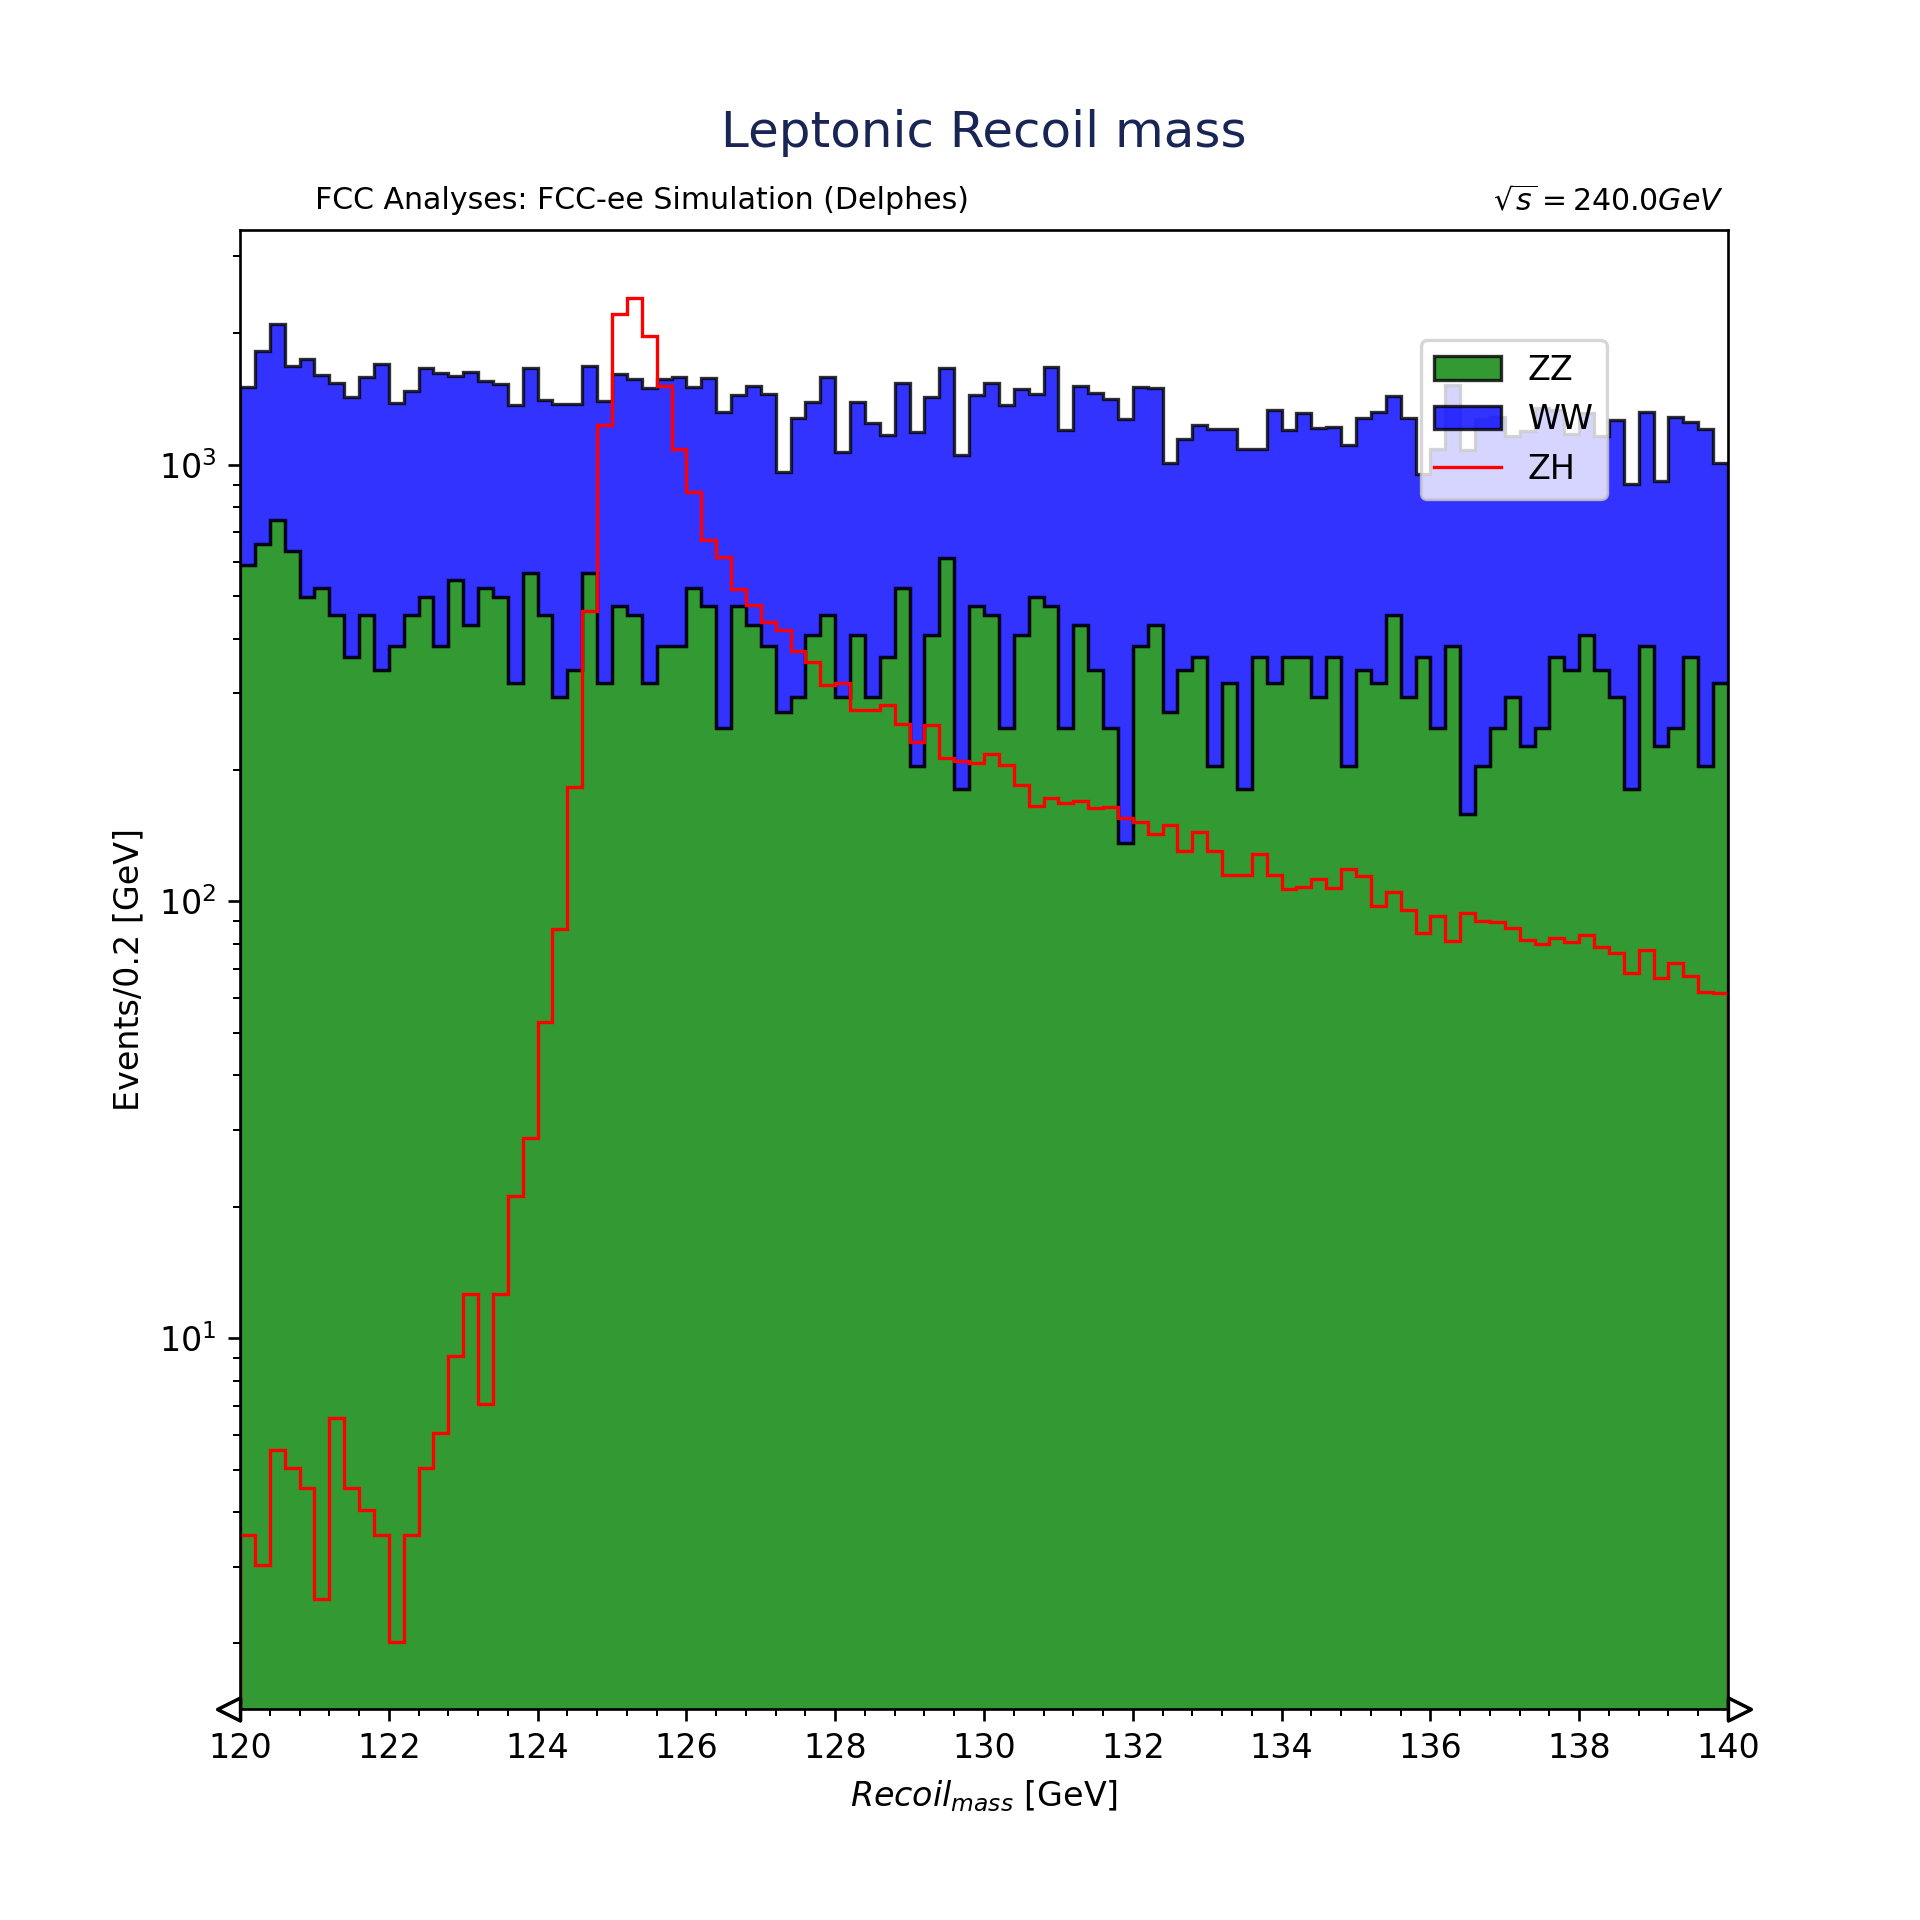 Leptonic Recoil mass
FCC Analyses: FCC-ee Simulation (Delphes)
√s = 240.0GeV
ZZ
WW
ZH
10³
10²
10¹
Events/0.2 [GeV]
120 122 124 126 128 130 132 134 136 138 140
Recoil_mass [GeV]